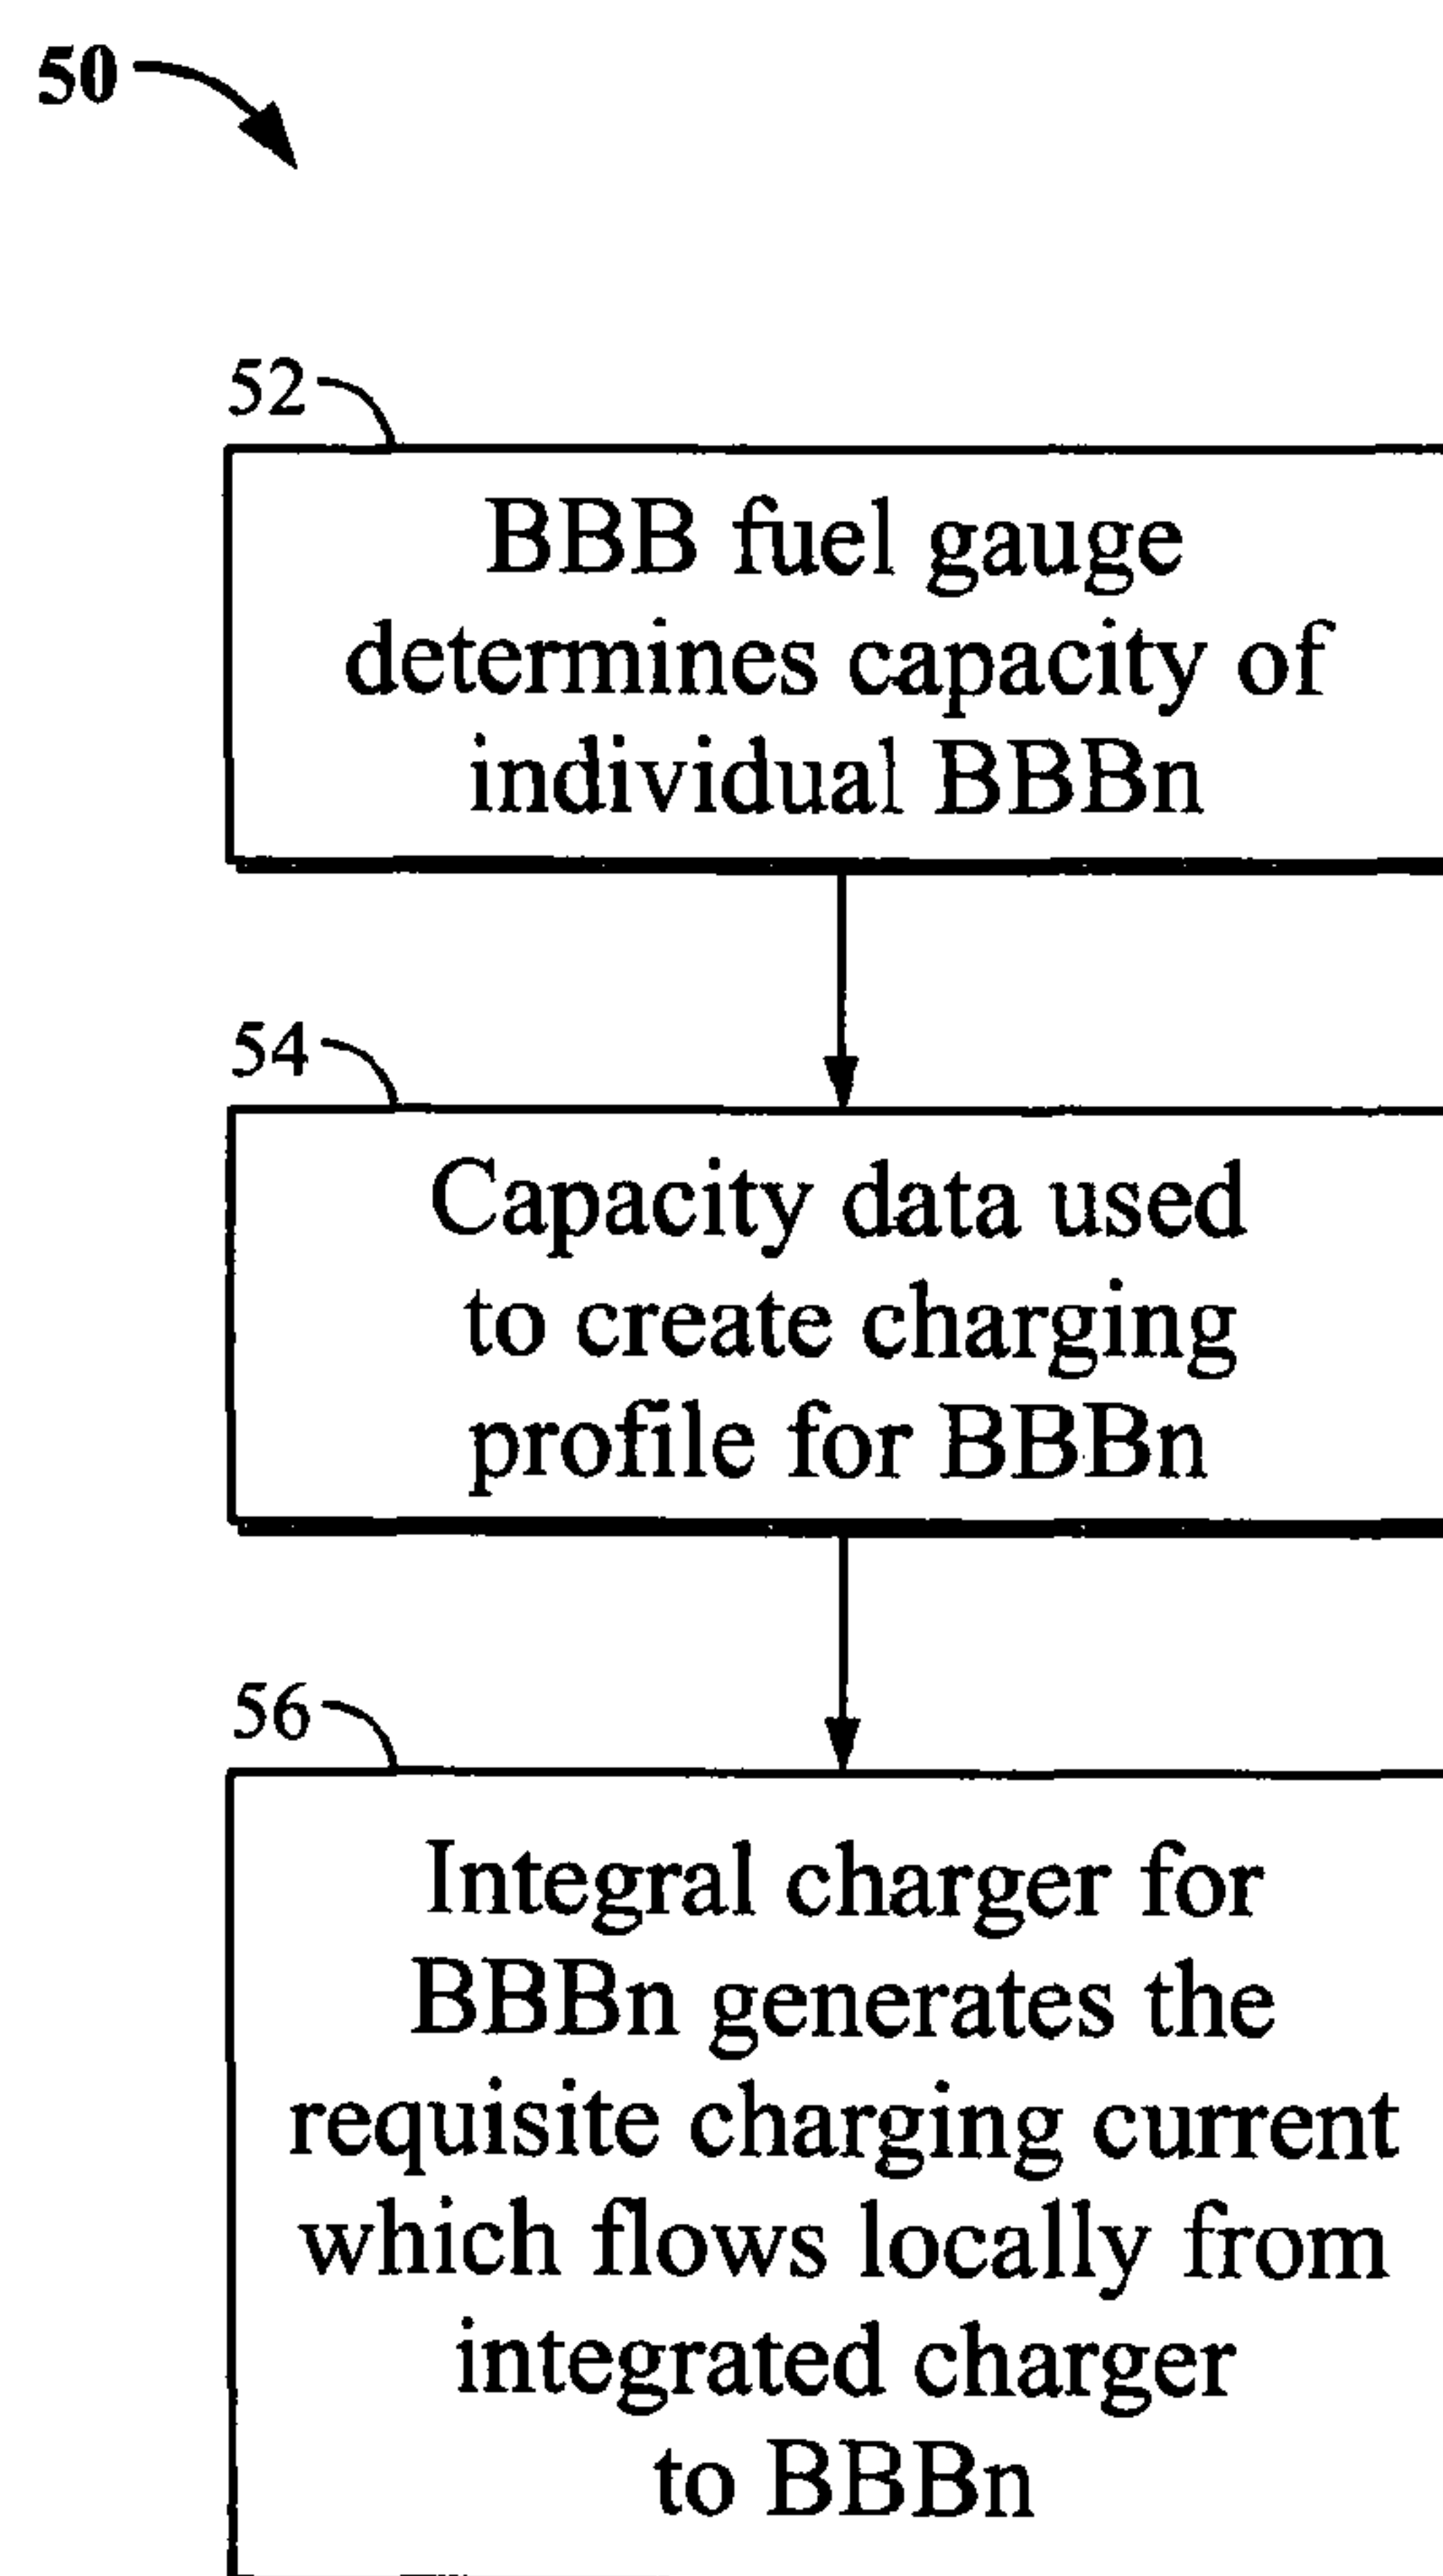 50
52
BBB fuel gauge
determines capacity of
individual BBBn
54
Capacity data used
to create charging
profile for BBBn
56
Integral charger for
BBBn generates the
requisite charging current
which flows locally from
integrated charger
to BBBn